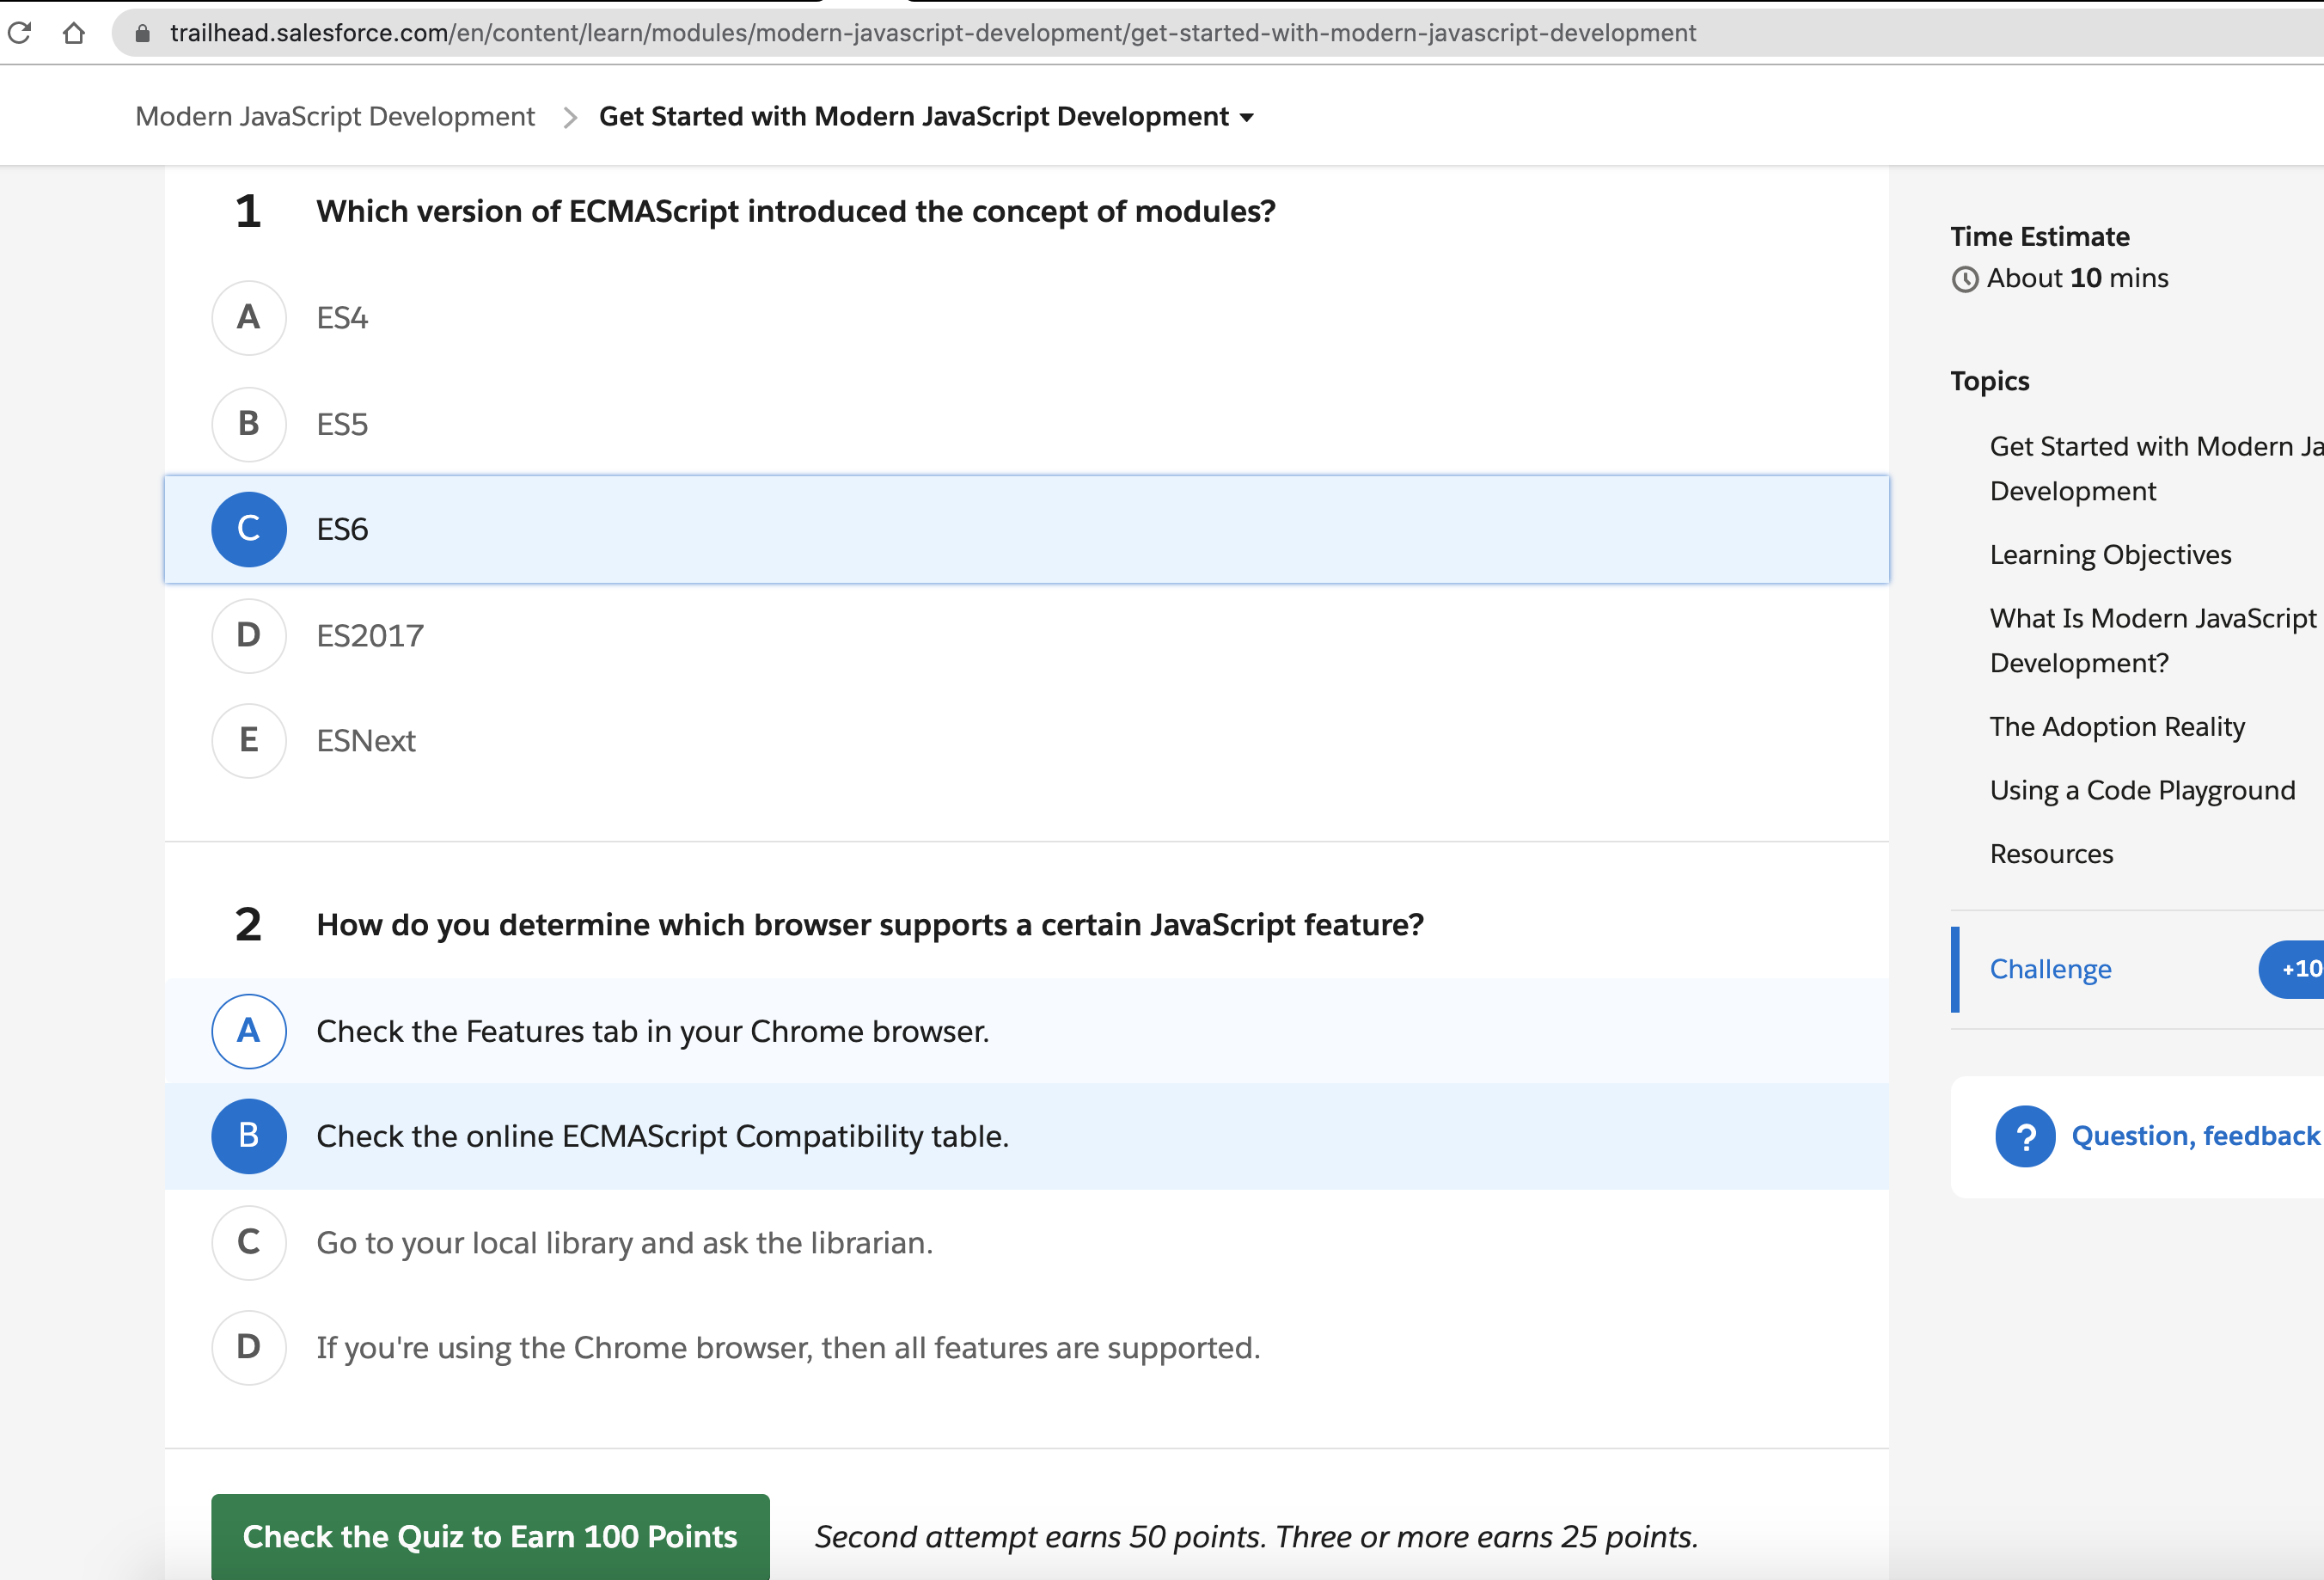 trailhead.salesforce.com/en/content/learn/modules/modern-javascript-development/get-started-with-modern-javascript-development
Modern JavaScript Development > Get Started with Modern JavaScript Development
1 Which version of ECMAScript introduced the concept of modules?
A ES4
B ES5
C ES6
D ES2017
E ESNext
2 How do you determine which browser supports a certain JavaScript feature?
A Check the Features tab in your Chrome browser.
B Check the online ECMAScript Compatibility table.
C Go to your local library and ask the librarian.
D If you're using the Chrome browser, then all features are supported.
Check the Quiz to Earn 100 Points
Second attempt earns 50 points. Three or more earns 25 points.
Time Estimate
About 10 mins
Topics
Get Started with Modern Ja
Development
Learning Objectives
What Is Modern JavaScript
Development?
The Adoption Reality
Using a Code Playground
Resources
Challenge +10
? Question, feedback